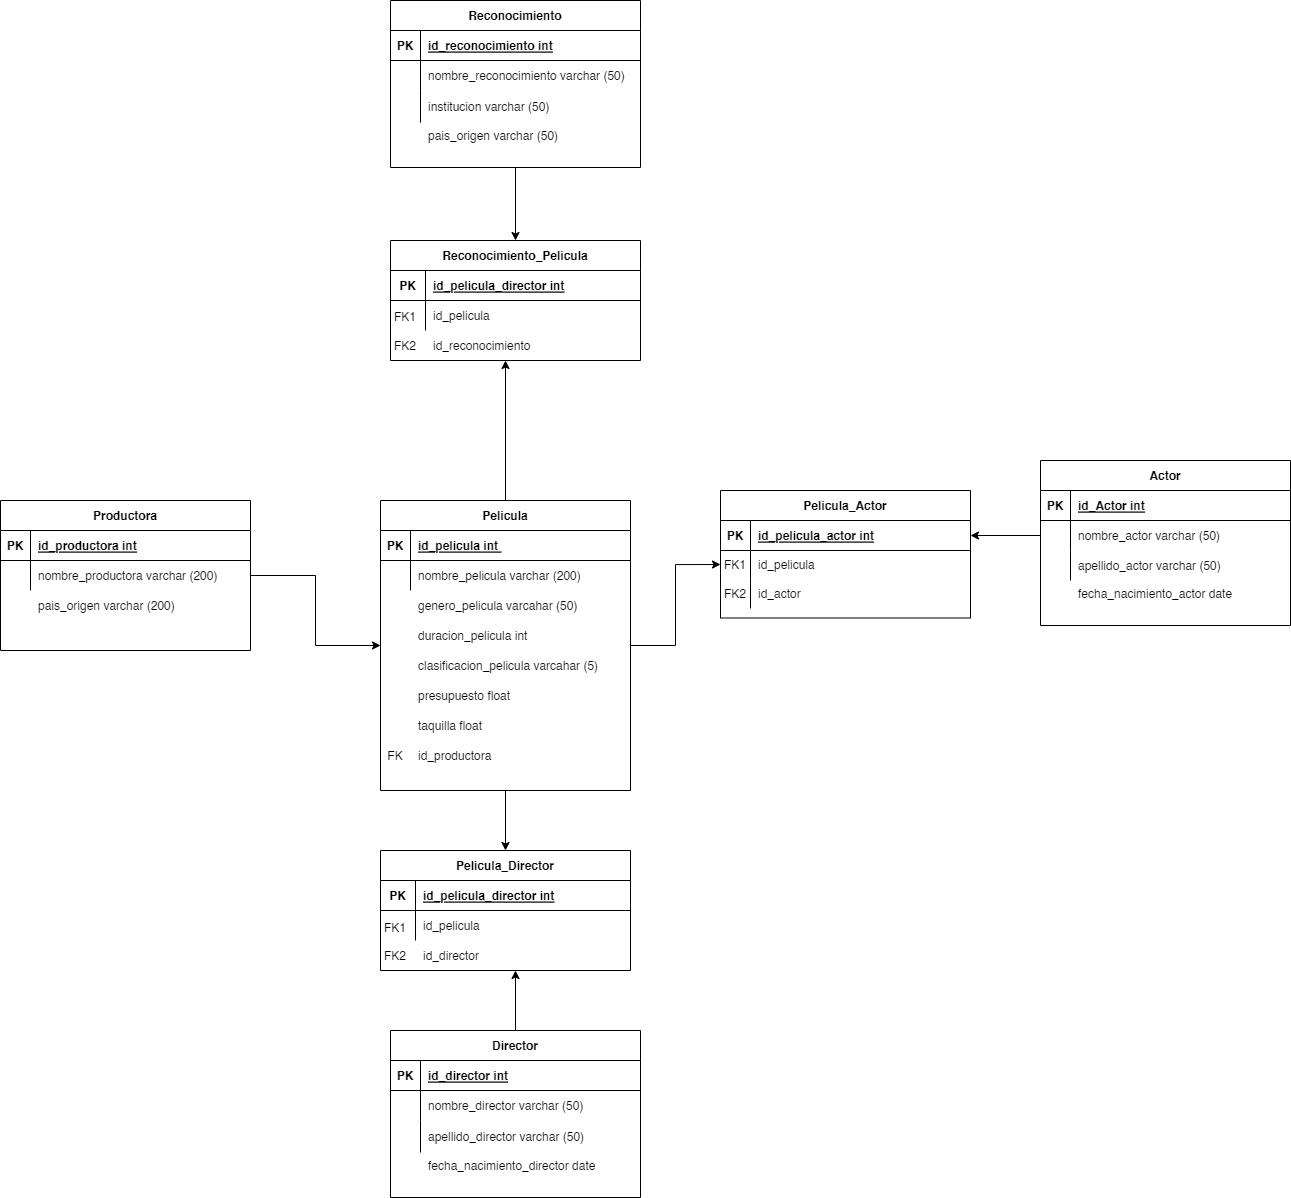 Reconocimiento
PK id_reconocimiento int
nombre_reconocimiento varchar (50)
institucion varchar (50)
pais_origen varchar (50)
Reconocimiento_Pelicula
PK id_pelicula_director int
FK1 id_pelicula
FK2 id_reconocimiento
Productora
PK id_productora int
nombre_productora varchar (200)
pais_origen varchar (200)
Pelicula
PK id_pelicula int
nombre_pelicula varchar (200)
genero_pelicula varcahar (50)
duracion_pelicula int
clasificacion_pelicula varcahar (5)
presupuesto float
taquilla float
FK id_productora
Pelicula_Actor
PK id_pelicula_actor int
FK1 id_pelicula
FK2 id_actor
Actor
PK id_Actor int
nombre_actor varchar (50)
apellido_actor varchar (50)
fecha_nacimiento_actor date
Pelicula_Director
PK id_pelicula_director int
FK1 id_pelicula
FK2 id_director
Director
PK id_director int
nombre_director varchar (50)
apellido_director varchar (50)
fecha_nacimiento_director date